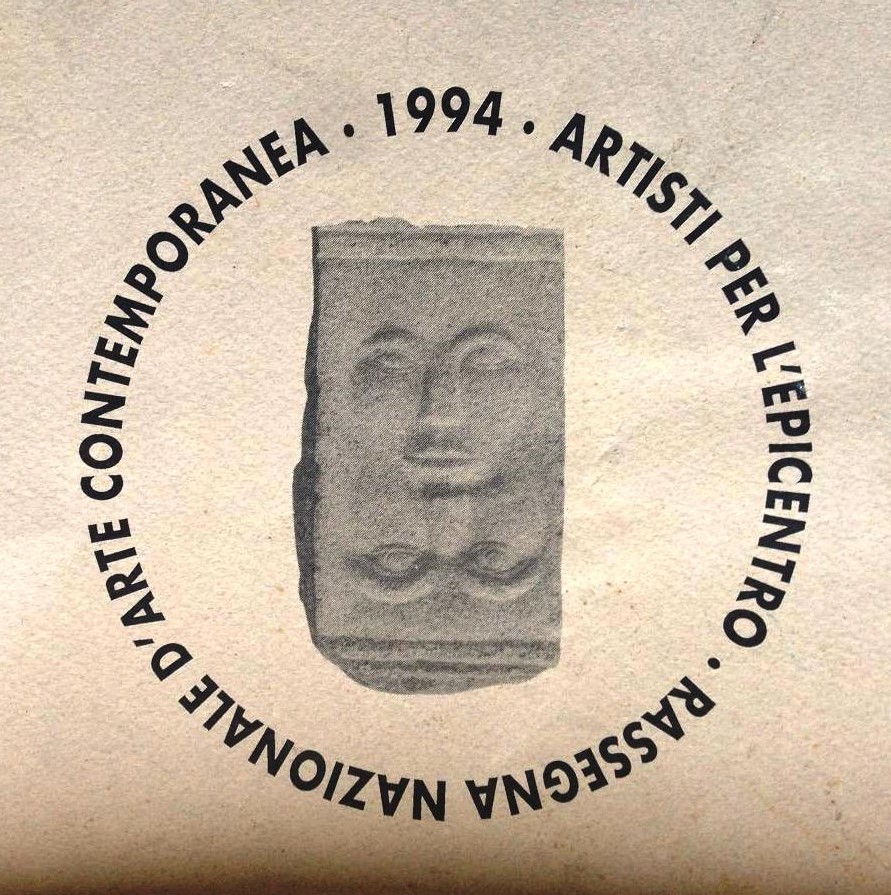 1994 · ARTISTI PER L'EPICENTRO · RASSEGNA NAZIONALE D'ARTE CONTEMPORANEA ·